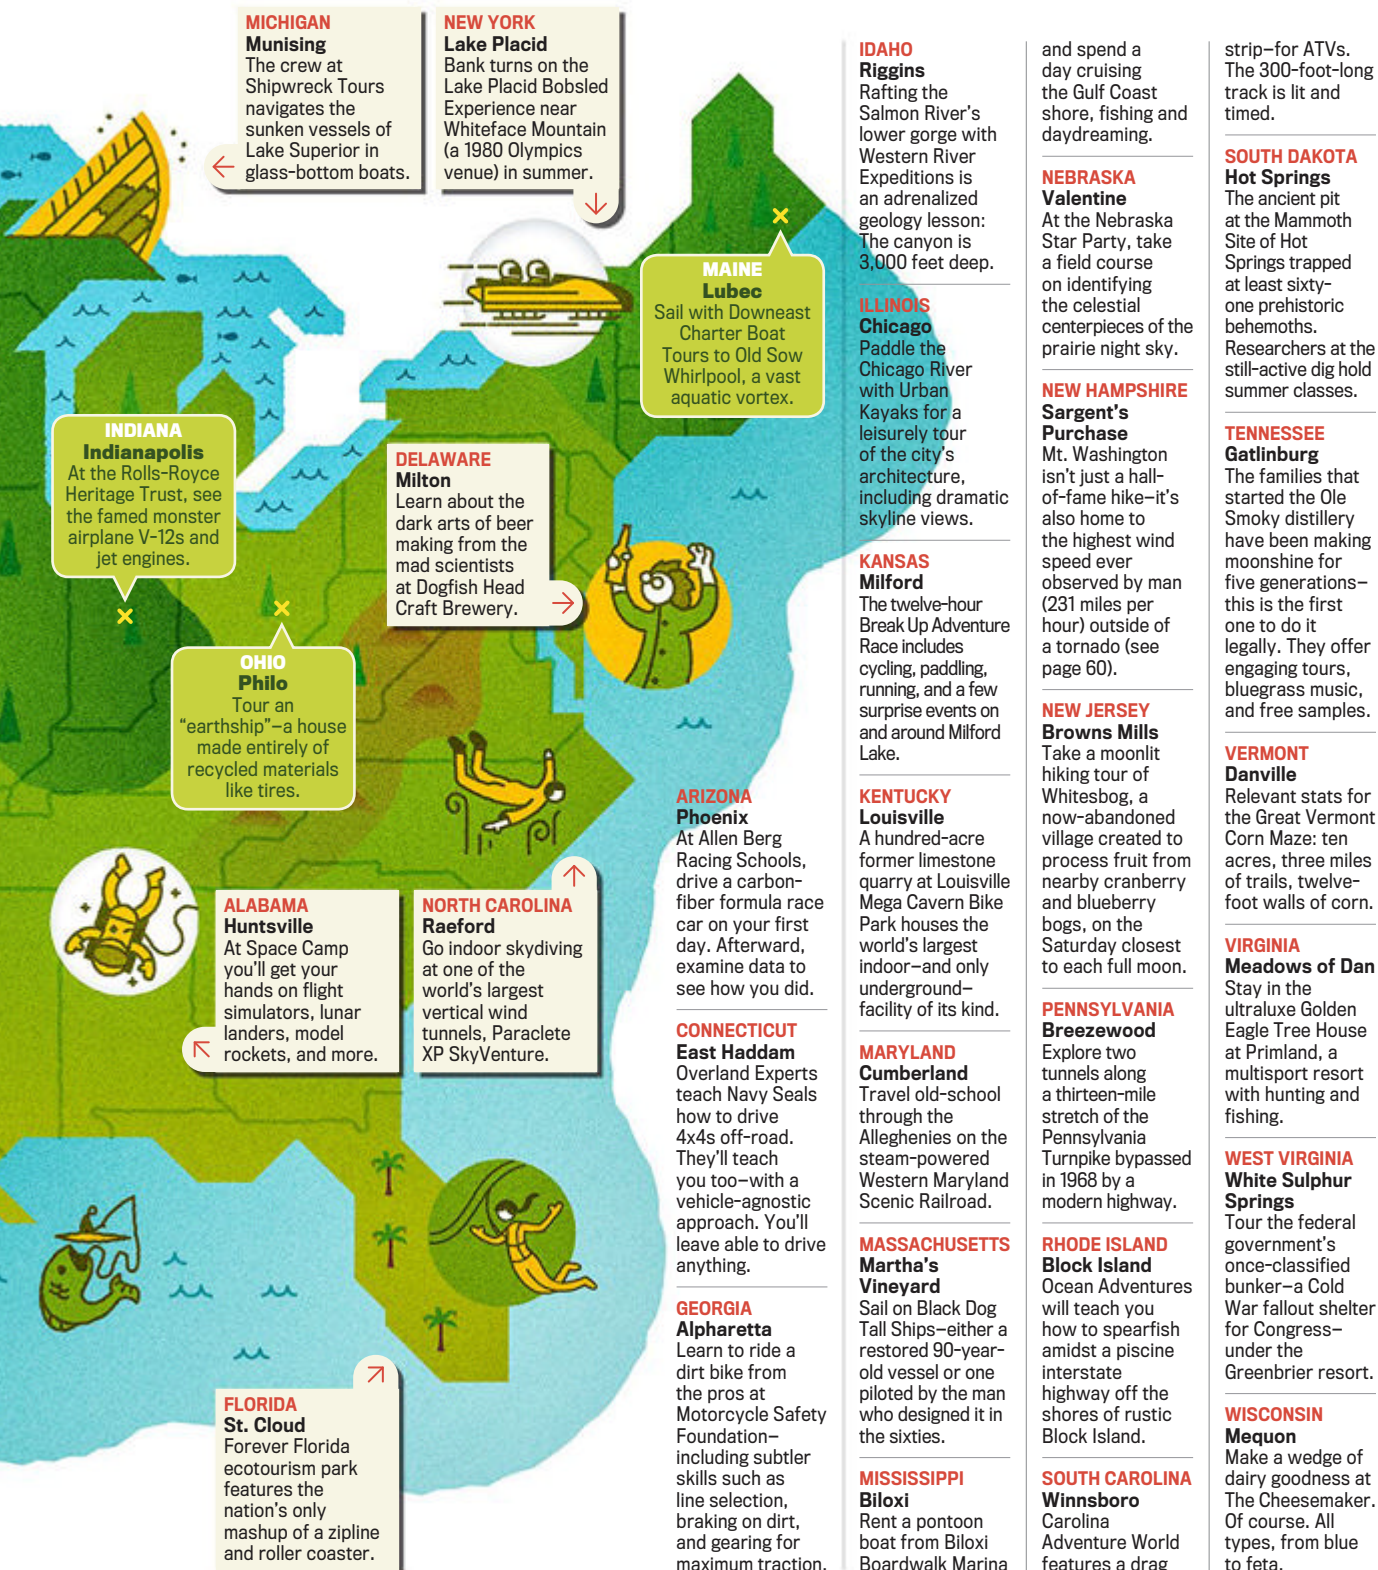 MICHIGAN
Munising
The crew at
Shipwreck Tours
navigates the
sunken vessels of
Lake Superior in
glass-bottom boats.
NEW YORK
Lake Placid
Bank turns on the
Lake Placid Bobsled
Experience near
Whiteface Mountain
(a 1980 Olympics
venue) in summer.
MAINE
Lubec
Sail with Downeast
Charter Boat
Tours to Old Sow
Whirlpool, a vast
aquatic vortex.
INDIANA
Indianapolis
At the Rolls-Royce
Heritage Trust, see
the famed monster
airplane V-12s and
jet engines.
DELAWARE
Milton
Learn about the
dark arts of beer
making from the
mad scientists
at Dogfish Head
Craft Brewery.
OHIO
Philo
Tour an
“earthship”—a house
made entirely of
recycled materials
like tires.
ALABAMA
Huntsville
At Space Camp
you'll get your
hands on flight
simulators, lunar
landers, model
rockets, and more.
NORTH CAROLINA
Raeford
Go indoor skydiving
at one of the
world's largest
vertical wind
tunnels, Paraclete
XP SkyVenture.
FLORIDA
St. Cloud
Forever Florida
ecotourism park
features the
nation's only
mashup of a zipline
and roller coaster.
ARIZONA
Phoenix
At Allen Berg
Racing Schools,
drive a carbon-
fiber formula race
car on your first
day. Afterward,
examine data to
see how you did.
CONNECTICUT
East Haddam
Overland Experts
teach Navy Seals
how to drive
4x4s off-road.
They'll teach
you too—with a
vehicle-agnostic
approach. You'll
leave able to drive
anything.
GEORGIA
Alpharetta
Learn to ride a
dirt bike from
the pros at
Motorcycle Safety
Foundation—
including subtler
skills such as
line selection,
braking on dirt,
and gearing for
maximum traction.
IDAHO
Riggins
Rafting the
Salmon River's
lower gorge with
Western River
Expeditions is
an adrenalized
geology lesson:
The canyon is
3,000 feet deep.
ILLINOIS
Chicago
Paddle the
Chicago River
with Urban
Kayaks for a
leisurely tour
of the city's
architecture,
including dramatic
skyline views.
KANSAS
Milford
The twelve-hour
Break Up Adventure
Race includes
cycling, paddling,
running, and a few
surprise events on
and around Milford
Lake.
KENTUCKY
Louisville
A hundred-acre
former limestone
quarry at Louisville
Mega Cavern Bike
Park houses the
world's largest
indoor—and only
underground—
facility of its kind.
MARYLAND
Cumberland
Travel old-school
through the
Alleghenies on the
steam-powered
Western Maryland
Scenic Railroad.
MASSACHUSETTS
Martha's
Vineyard
Sail on Black Dog
Tall Ships—either a
restored 90-year-
old vessel or one
piloted by the man
who designed it in
the sixties.
MISSISSIPPI
Biloxi
Rent a pontoon
boat from Biloxi
Boardwalk Marina
and spend a
day cruising
the Gulf Coast
shore, fishing and
daydreaming.
NEBRASKA
Valentine
At the Nebraska
Star Party, take
a field course
on identifying
the celestial
centerpieces of the
prairie night sky.
NEW HAMPSHIRE
Sargent's
Purchase
Mt. Washington
isn't just a hall-
of-fame hike—it's
also home to
the highest wind
speed ever
observed by man
(231 miles per
hour) outside of
a tornado (see
page 60).
NEW JERSEY
Browns Mills
Take a moonlit
hiking tour of
Whitesbog, a
now-abandoned
village created to
process fruit from
nearby cranberry
and blueberry
bogs, on the
Saturday closest
to each full moon.
PENNSYLVANIA
Breezewood
Explore two
tunnels along
a thirteen-mile
stretch of the
Pennsylvania
Turnpike bypassed
in 1968 by a
modern highway.
RHODE ISLAND
Block Island
Ocean Adventures
will teach you
how to spearfish
amidst a piscine
interstate
highway off the
shores of rustic
Block Island.
SOUTH CAROLINA
Winnsboro
Carolina
Adventure World
features a drag
strip—for ATVs.
The 300-foot-long
track is lit and
timed.
SOUTH DAKOTA
Hot Springs
The ancient pit
at the Mammoth
Site of Hot
Springs trapped
at least sixty-
one prehistoric
behemoths.
Researchers at the
still-active dig hold
summer classes.
TENNESSEE
Gatlinburg
The families that
started the Ole
Smoky distillery
have been making
moonshine for
five generations—
this is the first
one to do it
legally. They offer
engaging tours,
bluegrass music,
and free samples.
VERMONT
Danville
Relevant stats for
the Great Vermont
Corn Maze: ten
acres, three miles
of trails, twelve-
foot walls of corn.
VIRGINIA
Meadows of Dan
Stay in the
ultraluxe Golden
Eagle Tree House
at Primland, a
multisport resort
with hunting and
fishing.
WEST VIRGINIA
White Sulphur
Springs
Tour the federal
government's
once-classified
bunker—a Cold
War fallout shelter
for Congress—
under the
Greenbrier resort.
WISCONSIN
Mequon
Make a wedge of
dairy goodness at
The Cheesemaker.
Of course. All
types, from blue
to feta.